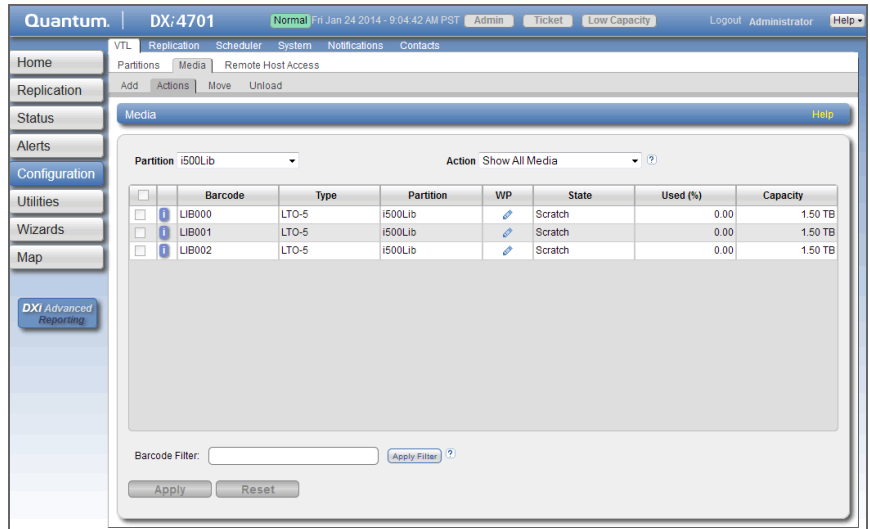 Quantum. DXi4701 Normal Fri Jan 24 2014 - 9:04:42 AM PST Admin Ticket Low Capacity Logout Administrator Help
VTL Replication Scheduler System Notifications Contacts
Partitions Media Remote Host Access
Add Actions Move Unload
Home
Replication
Status
Alerts
Configuration
Utilities
Wizards
Map
DXi Advanced
Reporting
Media Help
Partition i500Lib Action Show All Media ?
Barcode Type Partition WP State Used (%) Capacity
i LIB000 LTO-5 i500Lib Scratch 0.00 1.50 TB
i LIB001 LTO-5 i500Lib Scratch 0.00 1.50 TB
i LIB002 LTO-5 i500Lib Scratch 0.00 1.50 TB
Barcode Filter: Apply Filter ?
Apply Reset